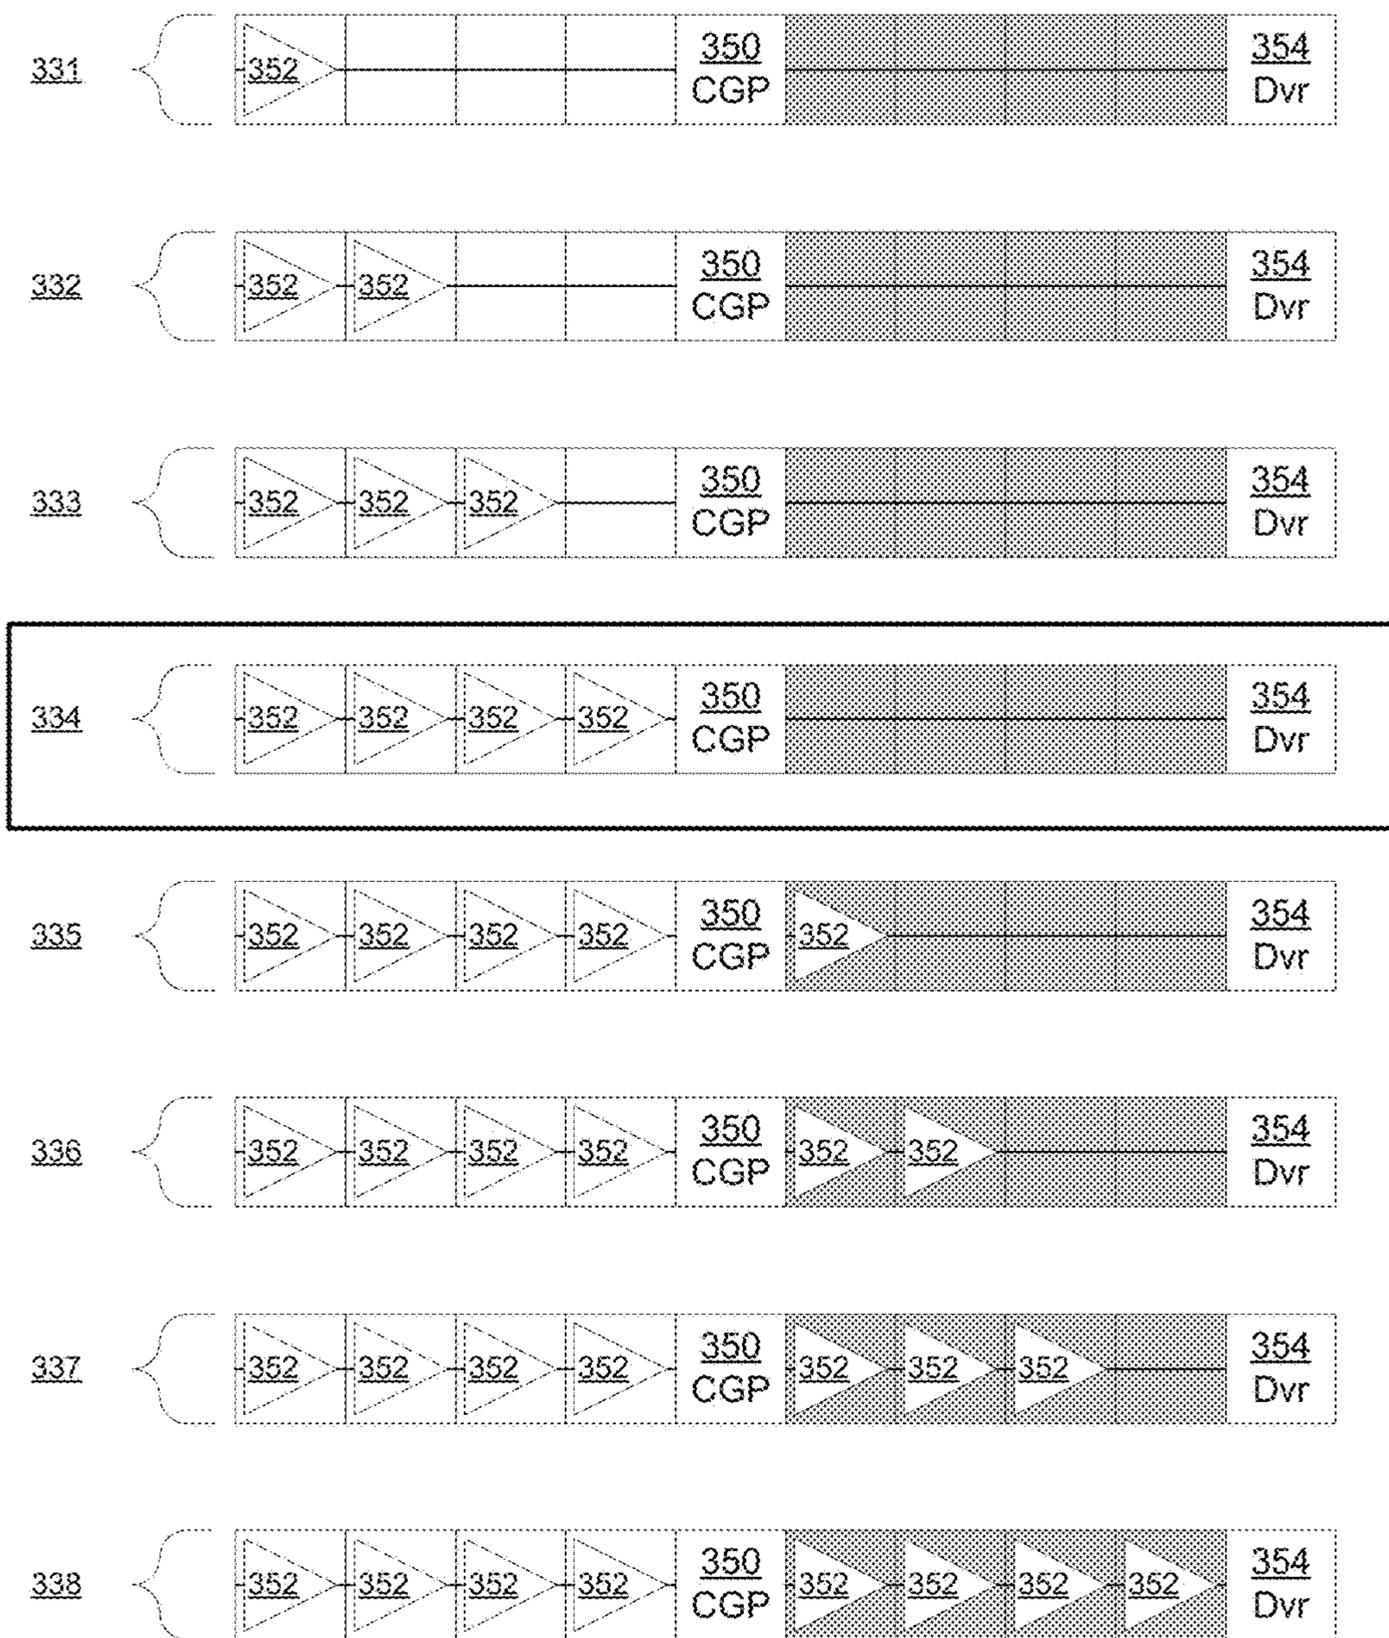 331 352 350 CGP 354 Dvr
332 352 352 350 CGP 354 Dvr
333 352 352 352 350 CGP 354 Dvr
334 352 352 352 352 350 CGP 354 Dvr
335 352 352 352 352 350 CGP 352 354 Dvr
336 352 352 352 352 350 CGP 352 352 354 Dvr
337 352 352 352 352 350 CGP 352 352 352 354 Dvr
338 352 352 352 352 350 CGP 352 352 352 352 354 Dvr